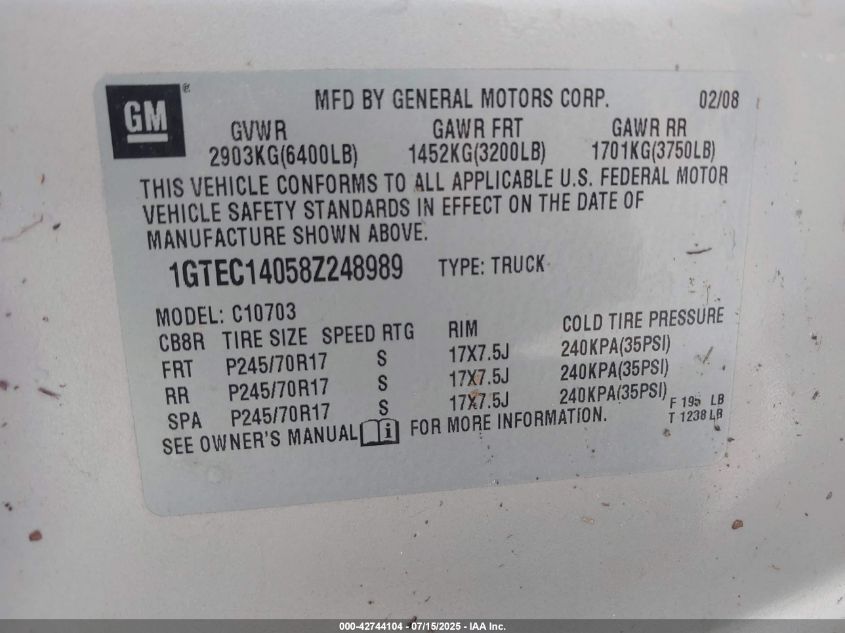 GM®
MFD BY GENERAL MOTORS CORP. 02/08
GVWR GAWR FRT GAWR RR
2903KG(6400LB) 1452KG(3200LB) 1701KG(3750LB)
THIS VEHICLE CONFORMS TO ALL APPLICABLE U.S. FEDERAL MOTOR
VEHICLE SAFETY STANDARDS IN EFFECT ON THE DATE OF
MANUFACTURE SHOWN ABOVE.
1GTEC14058Z248989 TYPE: TRUCK
MODEL: C10703
CB8R TIRE SIZE SPEED RTG RIM COLD TIRE PRESSURE
FRT P245/70R17 S 17X7.5J 240KPA(35PSI)
RR P245/70R17 S 17X7.5J 240KPA(35PSI)
SPA P245/70R17 S 17X7.5J 240KPA(35PSI)
F 195 LB
T 1238 LB
SEE OWNER'S MANUAL i FOR MORE INFORMATION.
000-42744104 - 07/15/2025 - IAA Inc.